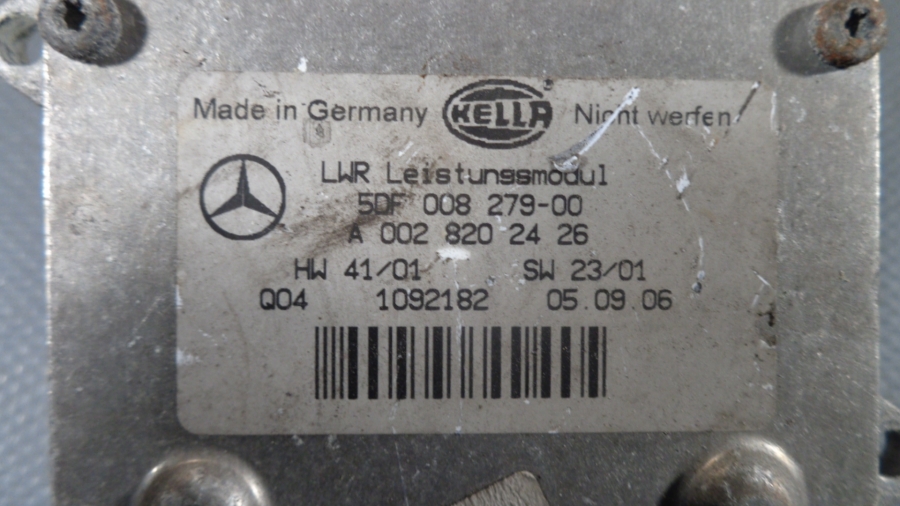 Made in Germany HELLA Nicht werfen
LWR Leistungsmodul
5DF 008 279-00
A 002 820 24 26
HW 41/01 SW 23/01
Q04 1092182 05.09.06